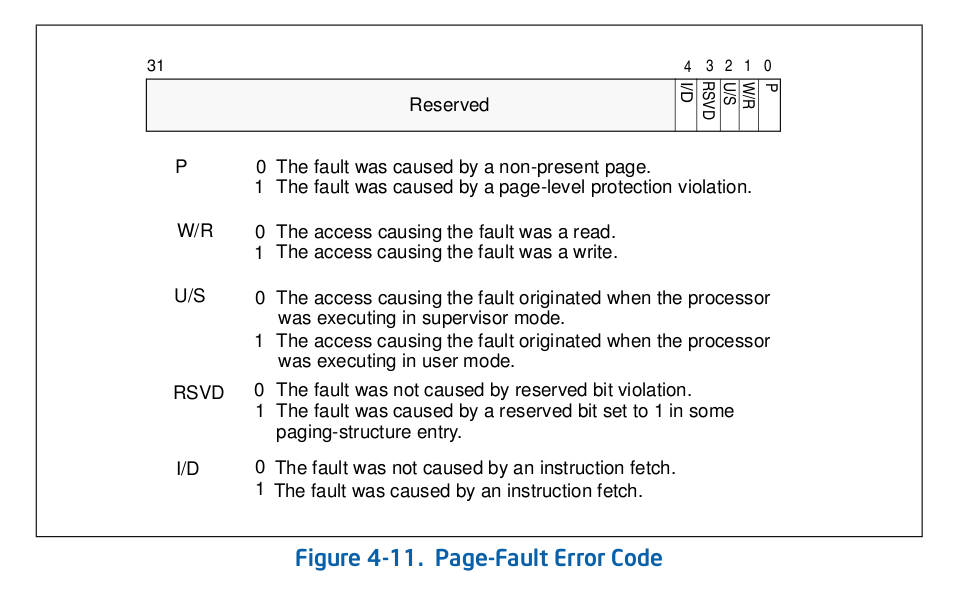 31 4 3 2 1 0
Reserved I/D RSVD U/S W/R P
P 0 The fault was caused by a non-present page.
1 The fault was caused by a page-level protection violation.
W/R 0 The access causing the fault was a read.
1 The access causing the fault was a write.
U/S 0 The access causing the fault originated when the processor
was executing in supervisor mode.
1 The access causing the fault originated when the processor
was executing in user mode.
RSVD 0 The fault was not caused by reserved bit violation.
1 The fault was caused by a reserved bit set to 1 in some
paging-structure entry.
I/D 0 The fault was not caused by an instruction fetch.
1 The fault was caused by an instruction fetch.
Figure 4-11. Page-Fault Error Code